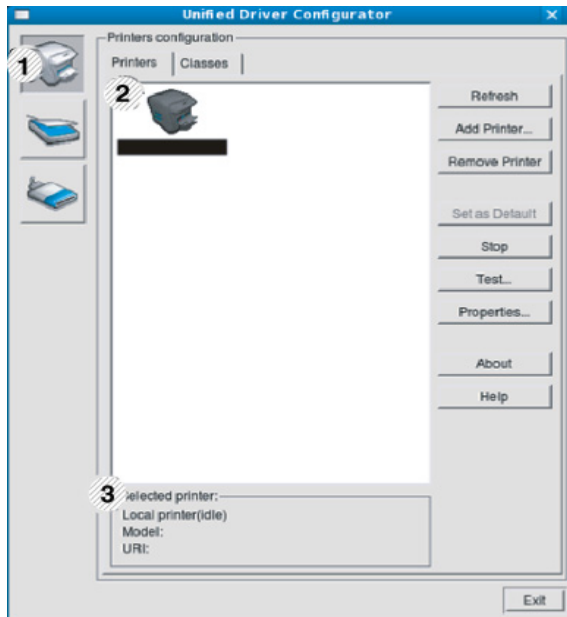 Unified Driver Configurator
1
Printers configuration
Printers
Classes
2
Refresh
Add Printer...
Remove Printer
Set as Default
Stop
Test...
Properties...
About
Help
3
Selected printer:
Local printer(idle)
Model:
URI:
Exit